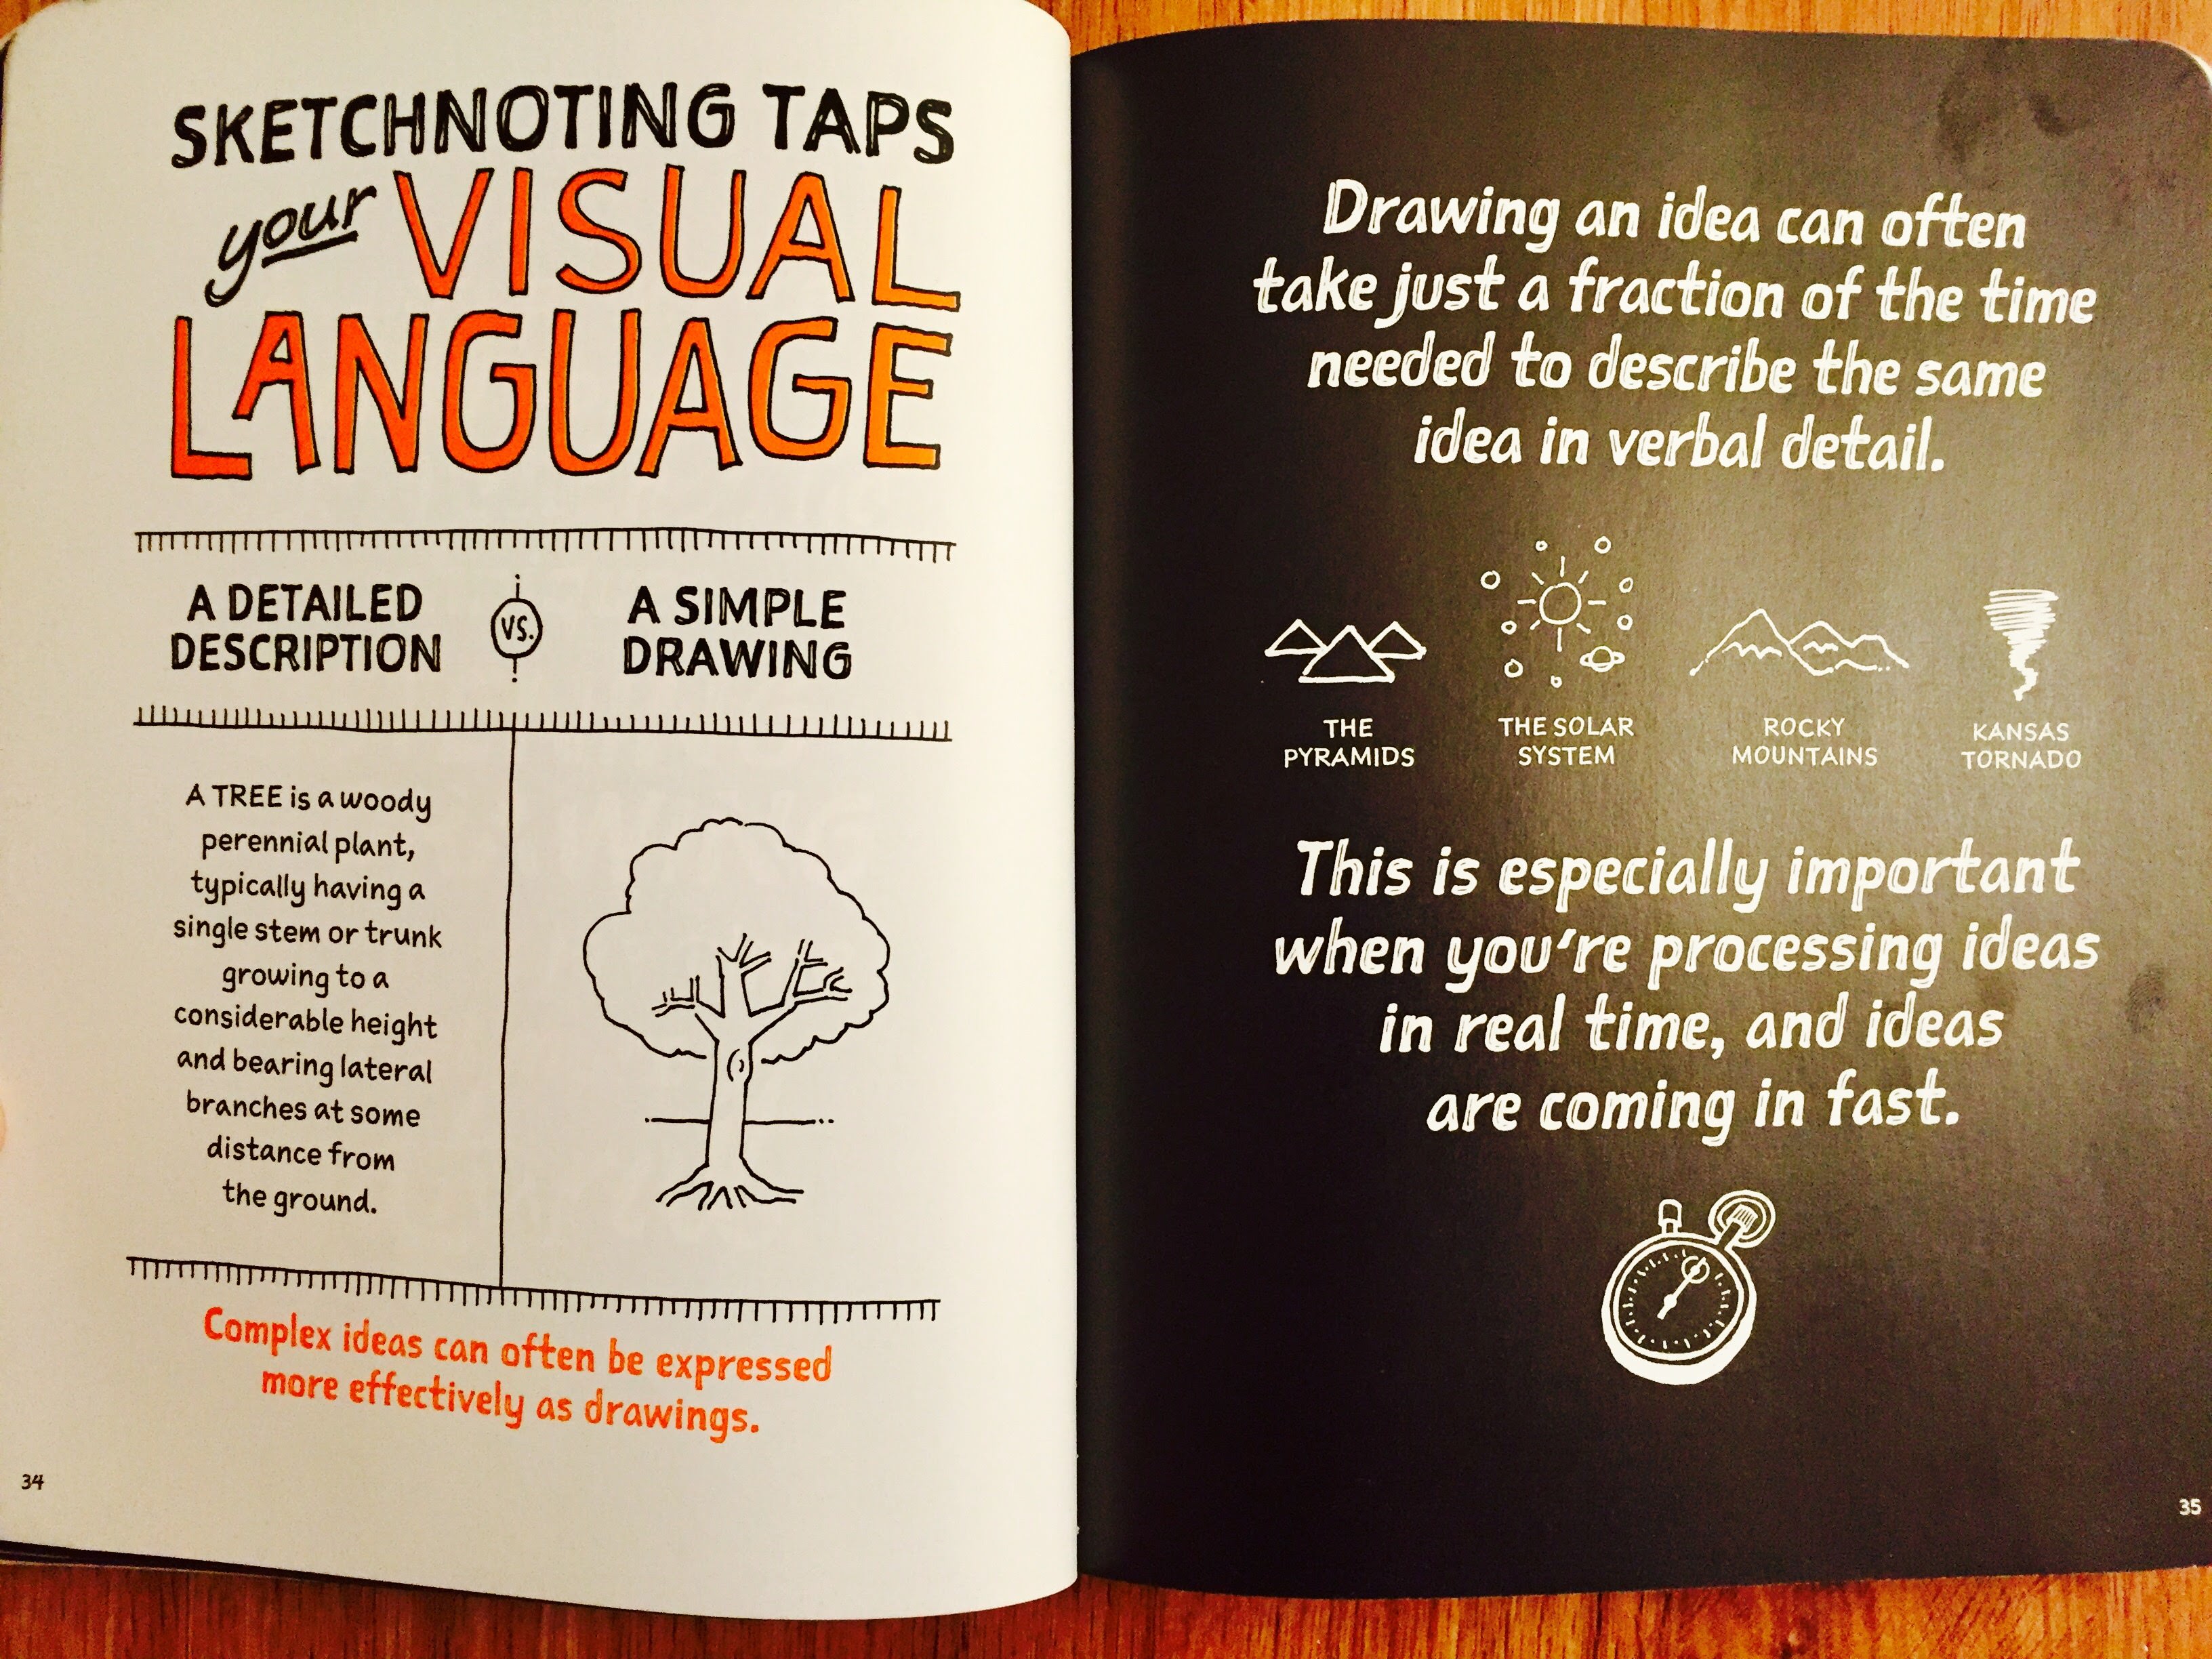 SKETCHNOTING TAPS
your VISUAL
LANGUAGE
A DETAILED
DESCRIPTION
VS.
A SIMPLE
DRAWING
A TREE is a woody
perennial plant,
typically having a
single stem or trunk
growing to a
considerable height
and bearing lateral
branches at some
distance from
the ground.
Complex ideas can often be expressed
more effectively as drawings.
34
Drawing an idea can often
take just a fraction of the time
needed to describe the same
idea in verbal detail.
THE
PYRAMIDS
THE SOLAR
SYSTEM
ROCKY
MOUNTAINS
KANSAS
TORNADO
This is especially important
when you're processing ideas
in real time, and ideas
are coming in fast.
35